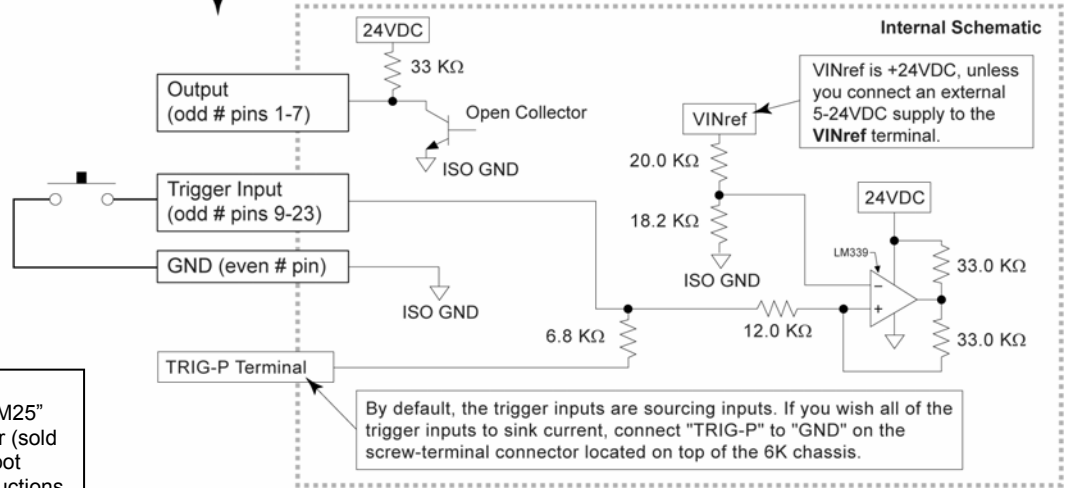 Internal Schematic
24VDC
33 KΩ
Output
(odd # pins 1-7)
Open Collector
ISO GND
VINref is +24VDC, unless
you connect an external
5-24VDC supply to the
VINref terminal.
VINref
20.0 KΩ
18.2 KΩ
ISO GND
Trigger Input
(odd # pins 9-23)
GND (even # pin)
ISO GND
24VDC
LM339
33.0 KΩ
33.0 KΩ
12.0 KΩ
6.8 KΩ
TRIG-P Terminal
By default, the trigger inputs are sourcing inputs. If you wish all of the
trigger inputs to sink current, connect "TRIG-P" to "GND" on the
screw-terminal connector located on top of the 6K chassis.
M25”
r (sold